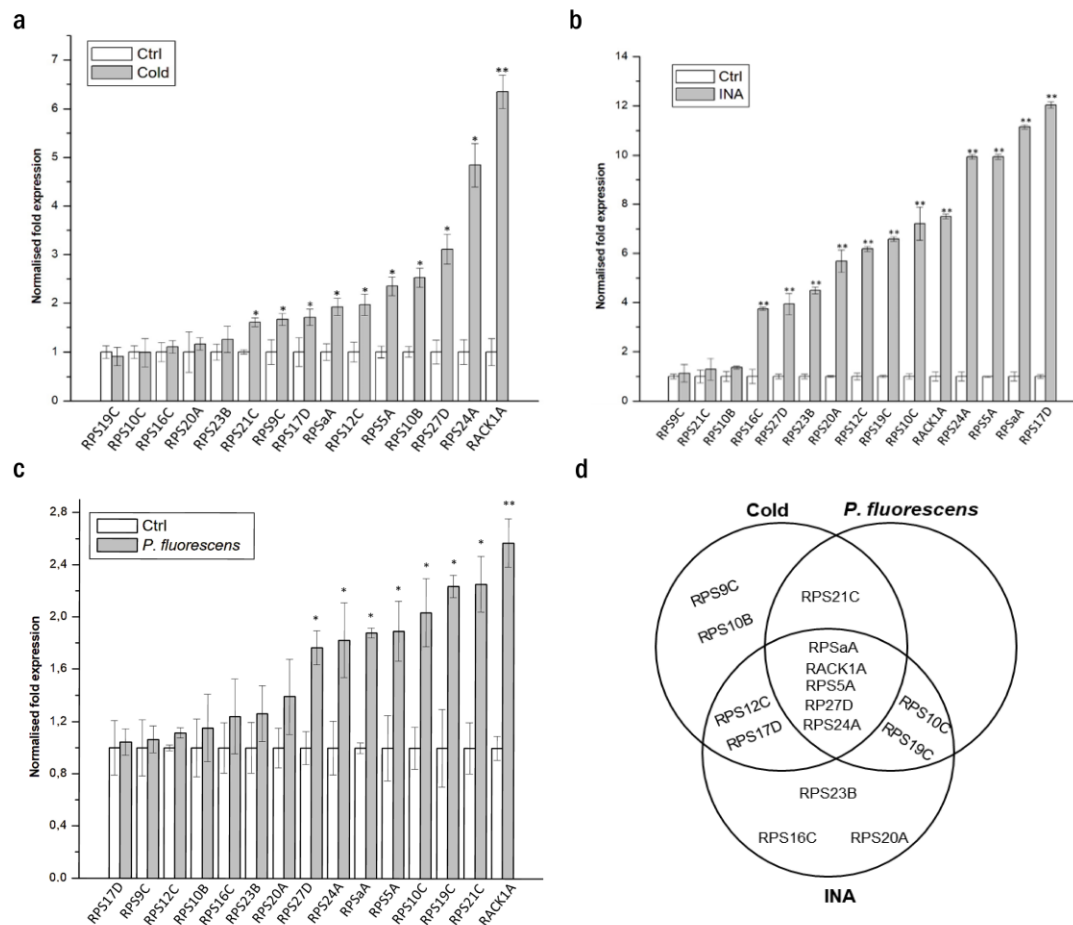 a
Normalised fold expression
7
6
5
4
3
2
1
0
Ctrl
Cold
*
*
*
*
*
*
*
*
*
**
RPS19C
RPS10C
RPS16C
RPS20A
RPS23B
RPS21C
RPS9C
RPS17D
RPSaA
RPS12C
RPS5A
RPS10B
RPS27D
RPS24A
RACK1A
b
Normalised fold expression
14
12
10
8
6
4
2
0
Ctrl
INA
**
**
**
**
**
**
**
**
**
**
**
**
RPS9C
RPS21C
RPS10B
RPS16C
RPS27D
RPS23B
RPS20A
RPS12C
RPS19C
RPS10C
RACK1A
RPS24A
RPS5A
RPSaA
RPS17D
c
Normalised fold expression
2,8
2,4
2,0
1,6
1,2
0,8
0,4
0,0
Ctrl
P. fluorescens
*
*
*
*
*
*
*
**
RPS17D
RPS9C
RPS12C
RPS10B
RPS16C
RPS23B
RPS20A
RPS27D
RPS24A
RPSaA
RPS5A
RPS10C
RPS19C
RPS21C
RACK1A
d
Cold
P. fluorescens
RPS9C
RPS10B
RPS21C
RPSaA
RACK1A
RPS5A
RP27D
RPS24A
RPS12C
RPS17D
RPS10C
RPS19C
RPS23B
RPS16C
RPS20A
INA